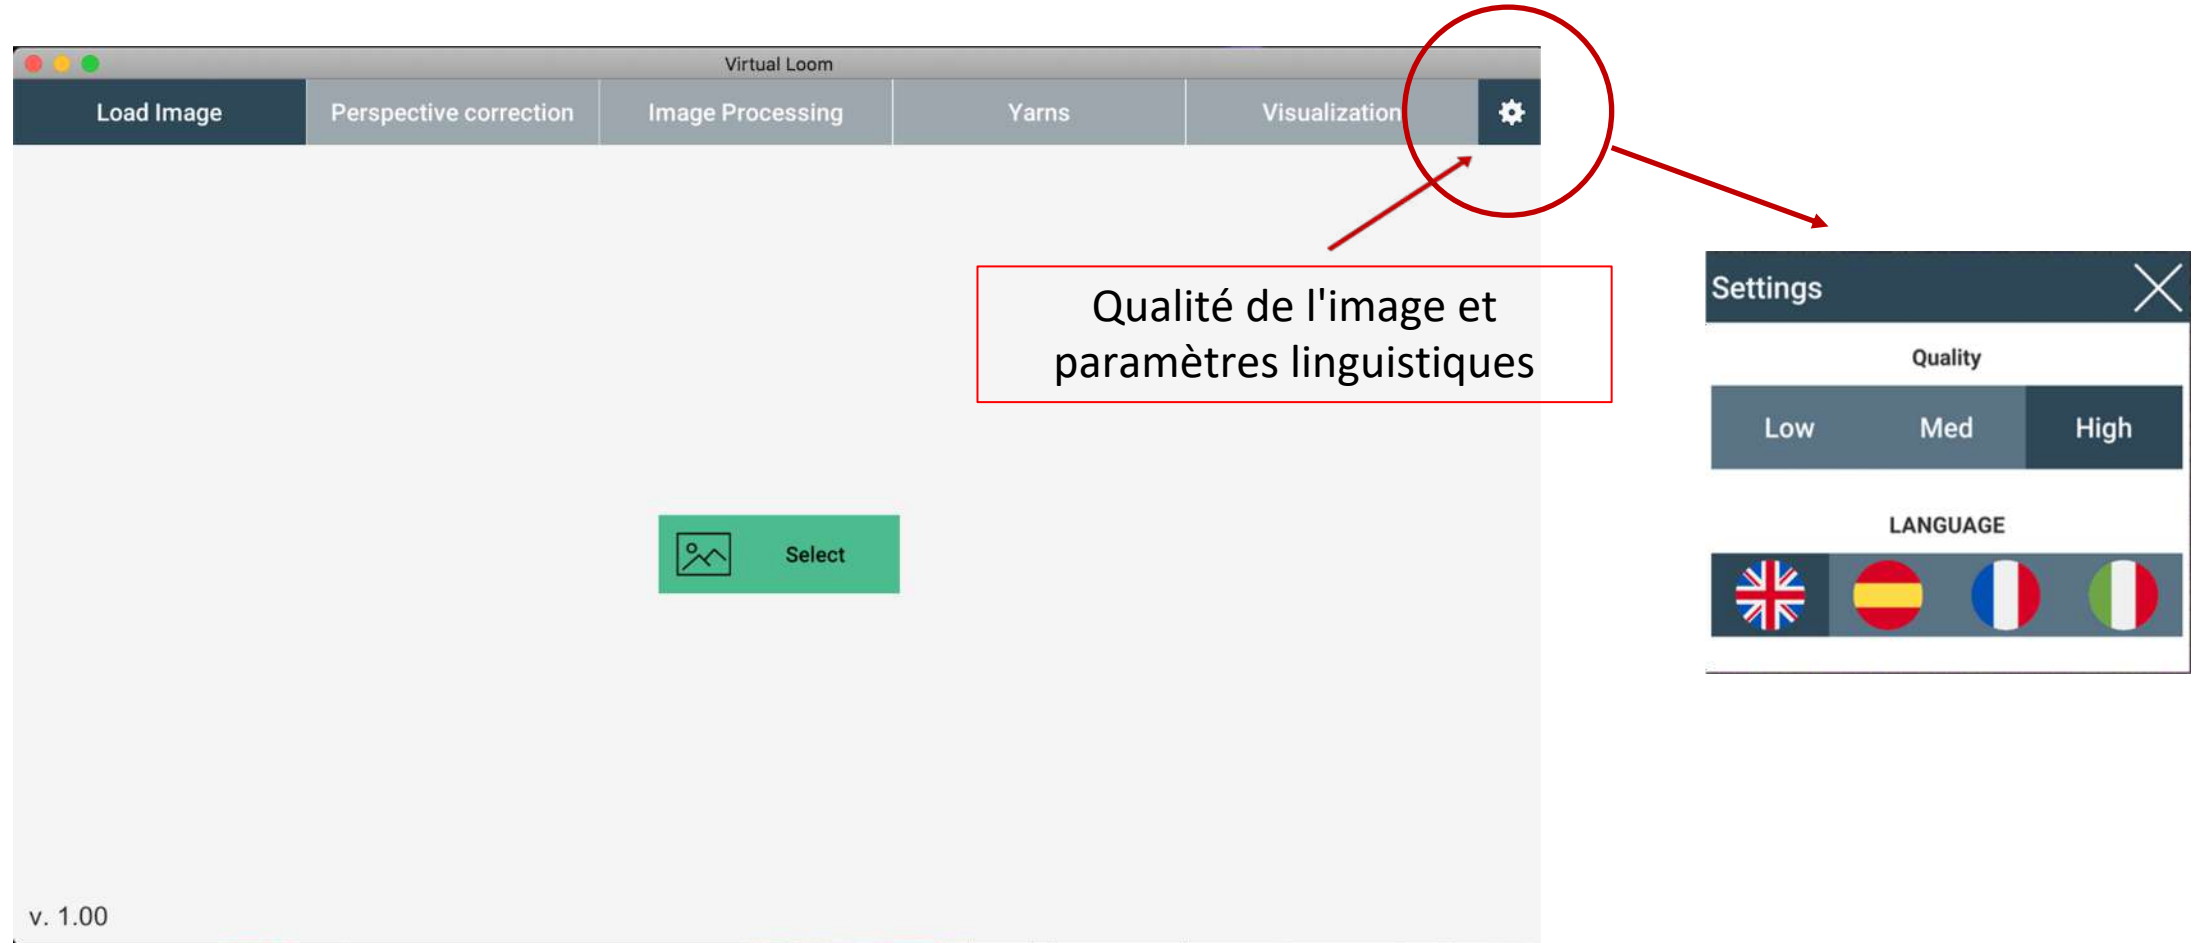 Virtual Loom
Load Image
Perspective correction
Image Processing
Yarns
Visualization
Qualité de l'image et
paramètres linguistiques
Select
v. 1.00
Settings
Quality
Low
Med
High
LANGUAGE